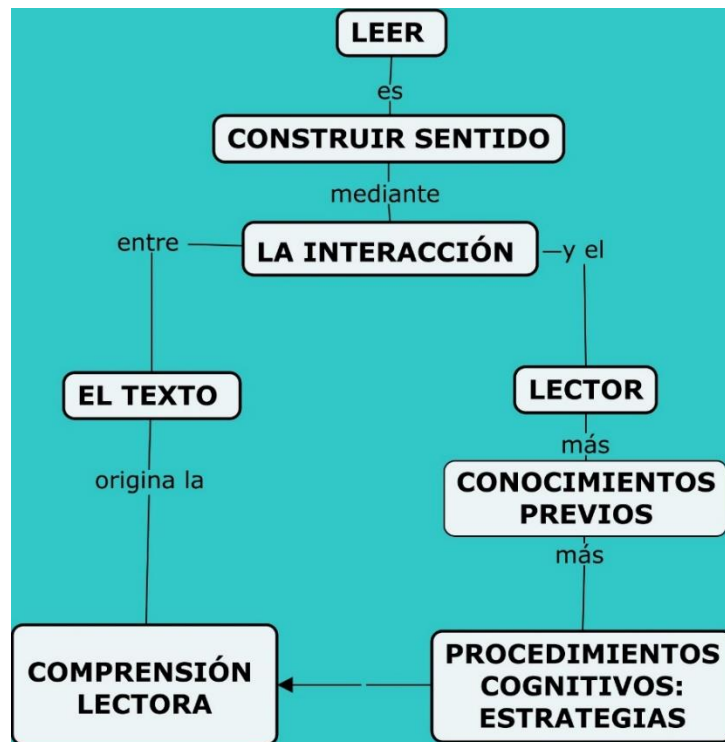 LEER
es
CONSTRUIR SENTIDO
mediante
entre
LA INTERACCIÓN
y el
EL TEXTO
LECTOR
más
origina la
CONOCIMIENTOS
PREVIOS
más
COMPRENSIÓN
LECTORA
PROCEDIMIENTOS
COGNITIVOS:
ESTRATEGIAS